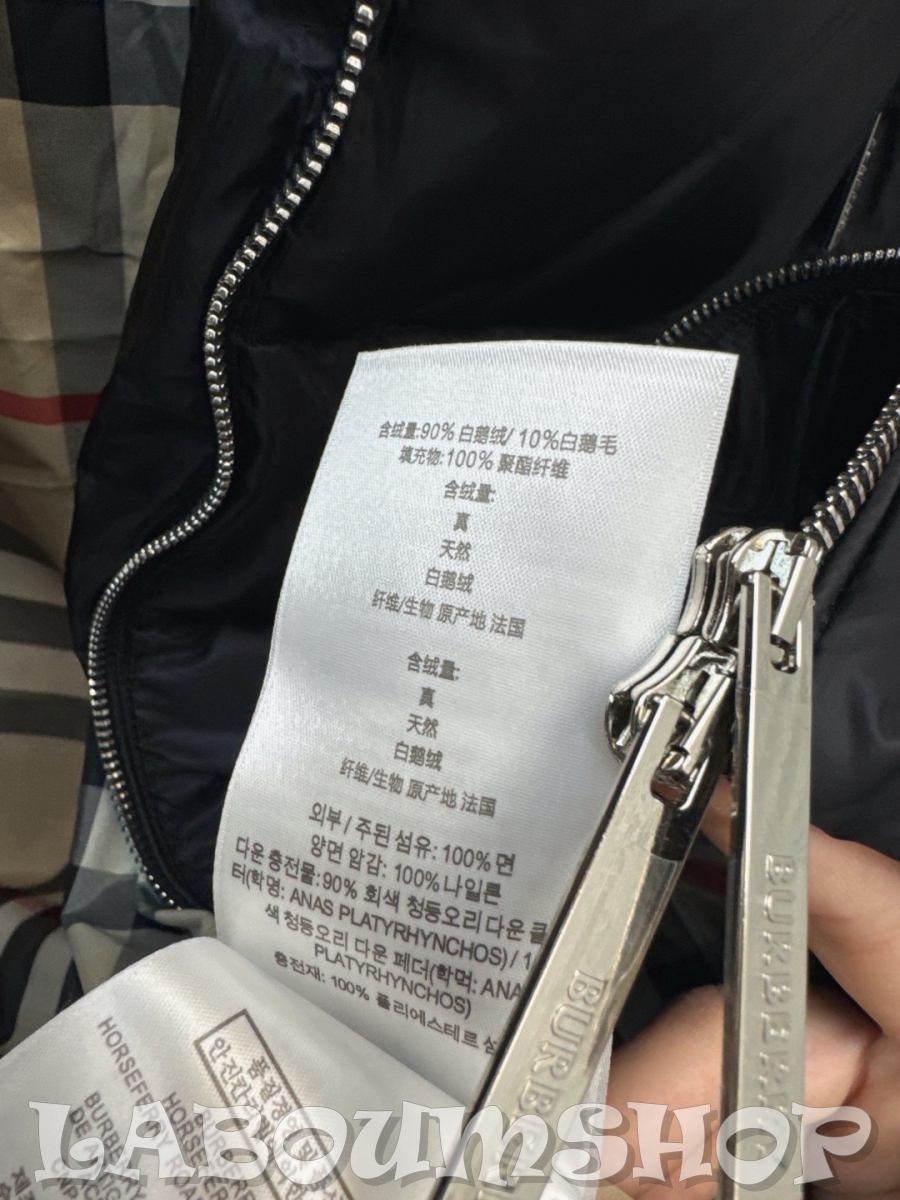 含绒量:90% 白鹅绒/ 10%白鹅毛
填充物:100% 聚酯纤维
含绒量:
真
天然
白鹅绒
纤维/生物 原产地 法国
含绒量:
真
天然
白鹅绒
纤维/生物 原产地 法国
외부 / 주된 섬유: 100% 면
양면 암감: 100% 나일론
다운 충전물: 90% 회색 청둥오리 다운 클
터(학명: ANAS PLATYRHYNCHOS) / 1
색 청둥오리 다운 페더(학먹: ANA
PLATYRHYNCHOS)
충전재: 100% 폴리에스테르 섬
HORSEFERRY
BURB
BURBE
LABOUMSHOP